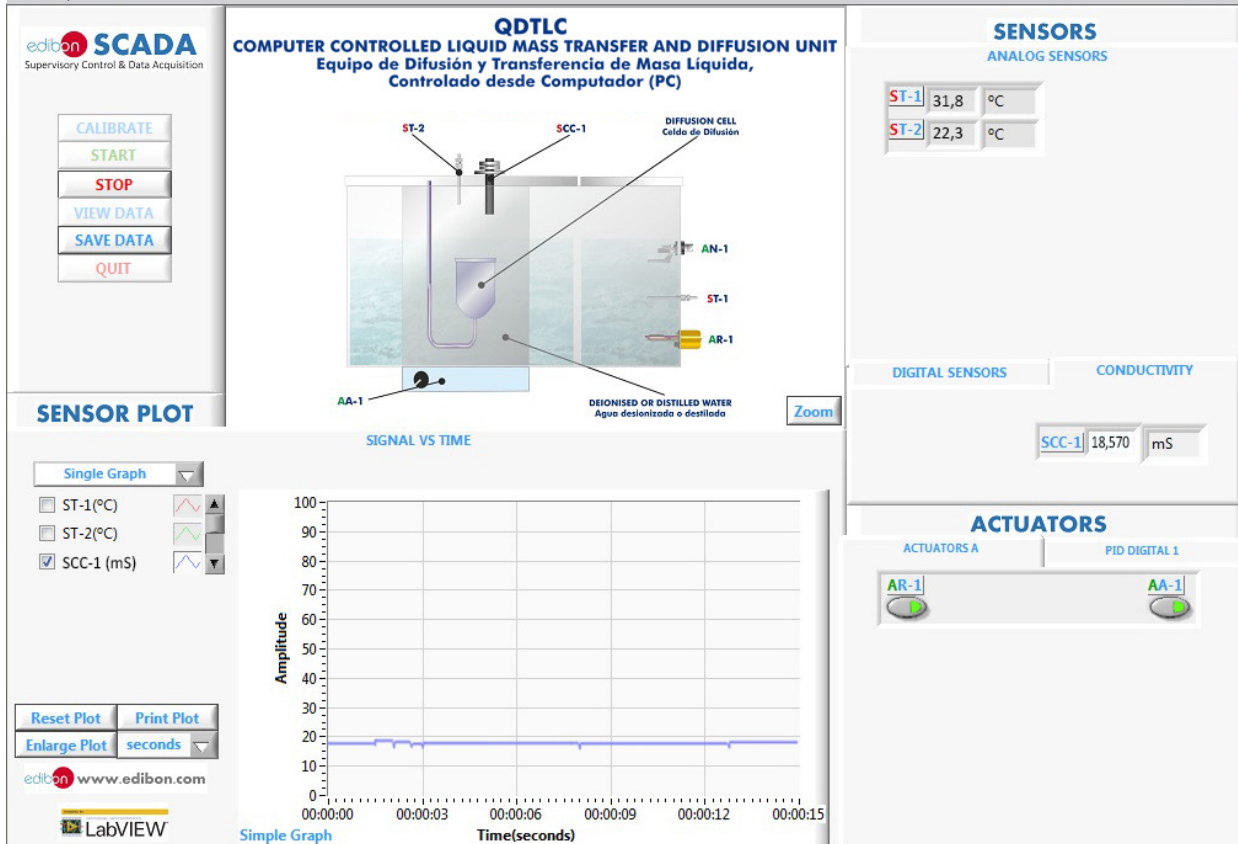 edibon SCADA
Supervisory Control & Data Acquisition
CALIBRATE
START
STOP
VIEW DATA
SAVE DATA
QUIT
QDTLC
COMPUTER CONTROLLED LIQUID MASS TRANSFER AND DIFFUSION UNIT
Equipo de Difusión y Transferencia de Masa Líquida,
Controlado desde Computador (PC)
ST-2
SCC-1
DIFFUSION CELL
Celda de Difusión
AN-1
ST-1
AR-1
AA-1
DEIONISED OR DISTILLED WATER
Agua desionizada o destilada
Zoom
SENSORS
ANALOG SENSORS
ST-1 31,8 ºC
ST-2 22,3 ºC
DIGITAL SENSORS
CONDUCTIVITY
SCC-1 18,570 mS
SENSOR PLOT
SIGNAL VS TIME
Single Graph
ST-1(ºC)
ST-2(ºC)
SCC-1 (mS)
Reset Plot
Print Plot
Enlarge Plot
seconds
edibon www.edibon.com
LabVIEW
Amplitude
100
90
80
70
60
50
40
30
20
10
0
00:00:00
00:00:03
00:00:06
00:00:09
00:00:12
00:00:15
Simple Graph
Time(seconds)
ACTUATORS
ACTUATORS A
PID DIGITAL 1
AR-1
AA-1